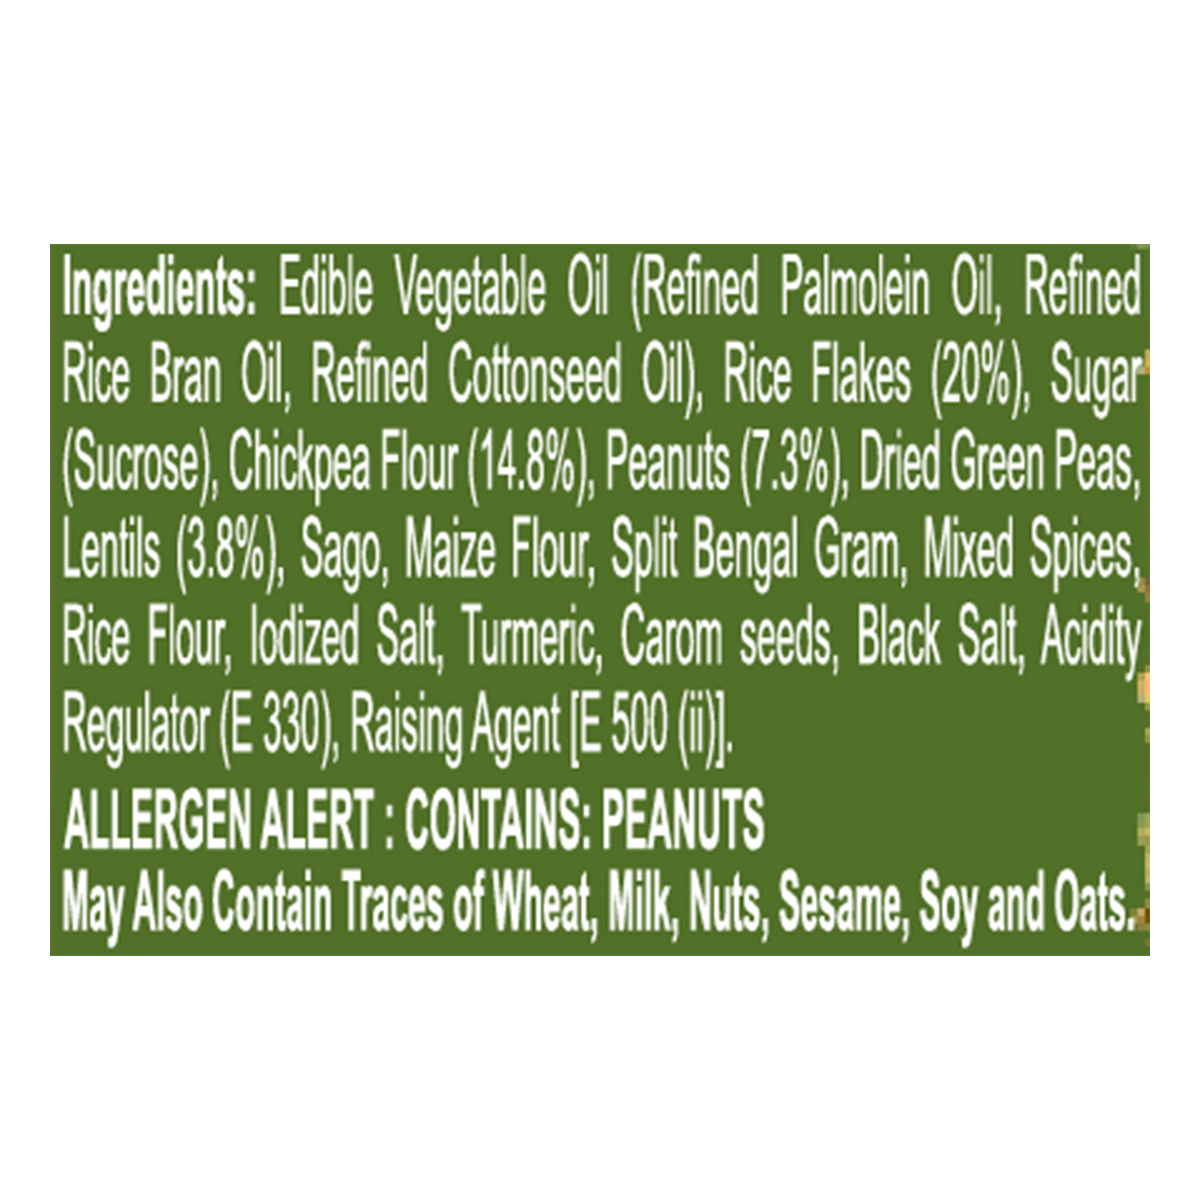 Ingredients: Edible Vegetable Oil (Refined Palmolein Oil, Refined
Rice Bran Oil, Refined Cottonseed Oil), Rice Flakes (20%), Sugar
(Sucrose), Chickpea Flour (14.8%), Peanuts (7.3%), Dried Green Peas,
Lentils (3.8%), Sago, Maize Flour, Split Bengal Gram, Mixed Spices,
Rice Flour, Iodized Salt, Turmeric, Carom seeds, Black Salt, Acidity
Regulator (E 330), Raising Agent [E 500 (ii)].
ALLERGEN ALERT : CONTAINS: PEANUTS
May Also Contain Traces of Wheat, Milk, Nuts, Sesame, Soy and Oats.